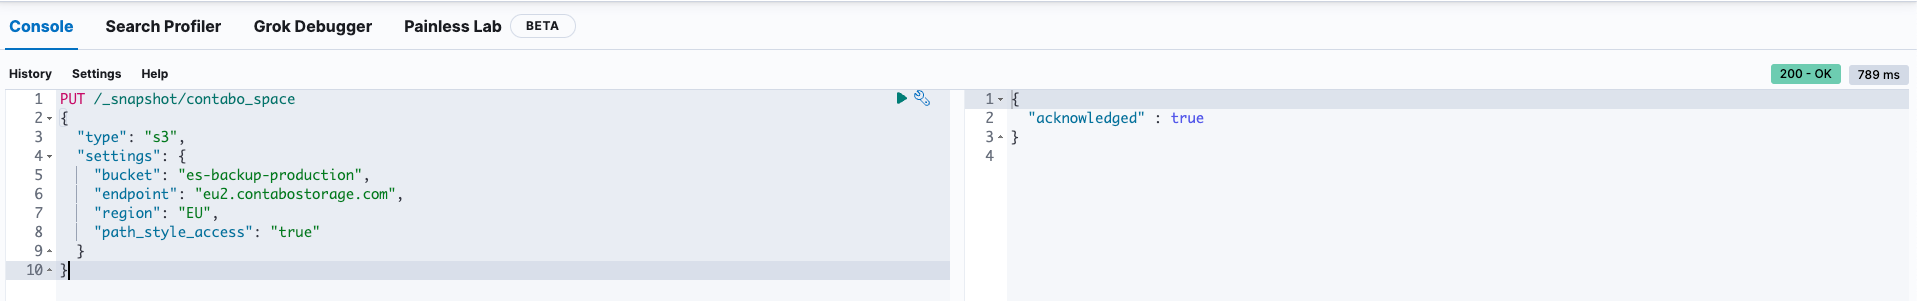 Console Search Profiler Grok Debugger Painless Lab BETA
History Settings Help 200 - OK 789 ms
1 PUT /_snapshot/contabo_space
2 {
3 "type": "s3",
4 "settings": {
5 "bucket": "es-backup-production",
6 "endpoint": "eu2.contabostorage.com",
7 "region": "EU",
8 "path_style_access": "true"
9 }
10 }
1 {
2 "acknowledged" : true
3 }
4